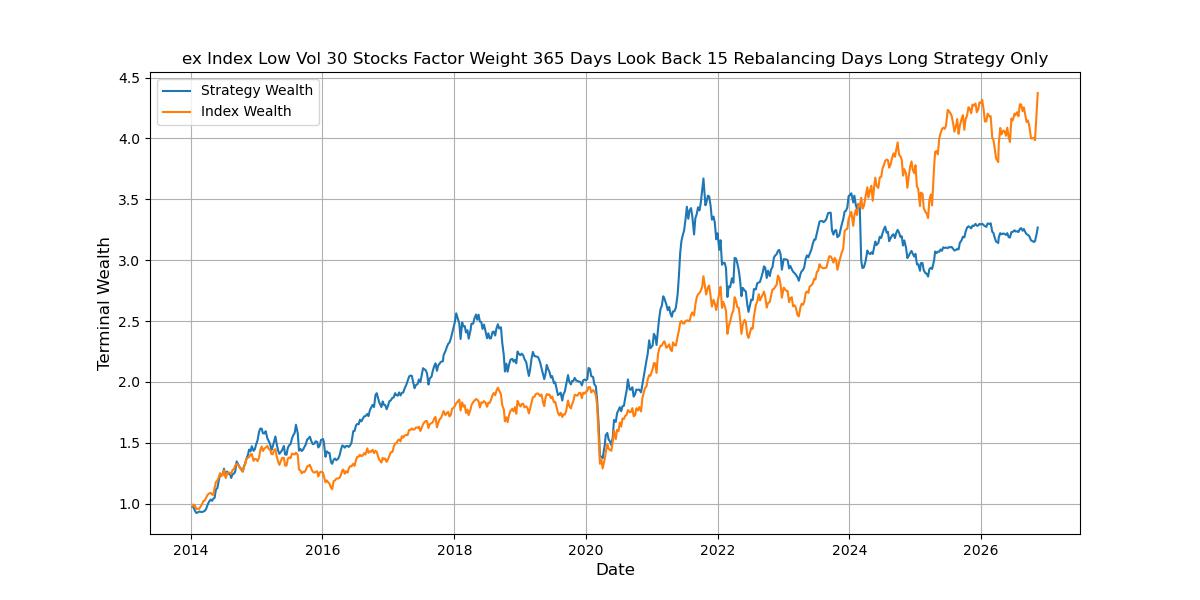 ex Index Low Vol 30 Stocks Factor Weight 365 Days Look Back 15 Rebalancing Days Long Strategy Only
Strategy Wealth
Index Wealth
Terminal Wealth
4.5
4.0
3.5
3.0
2.5
2.0
1.5
1.0
2014 2016 2018 2020 2022 2024 2026
Date